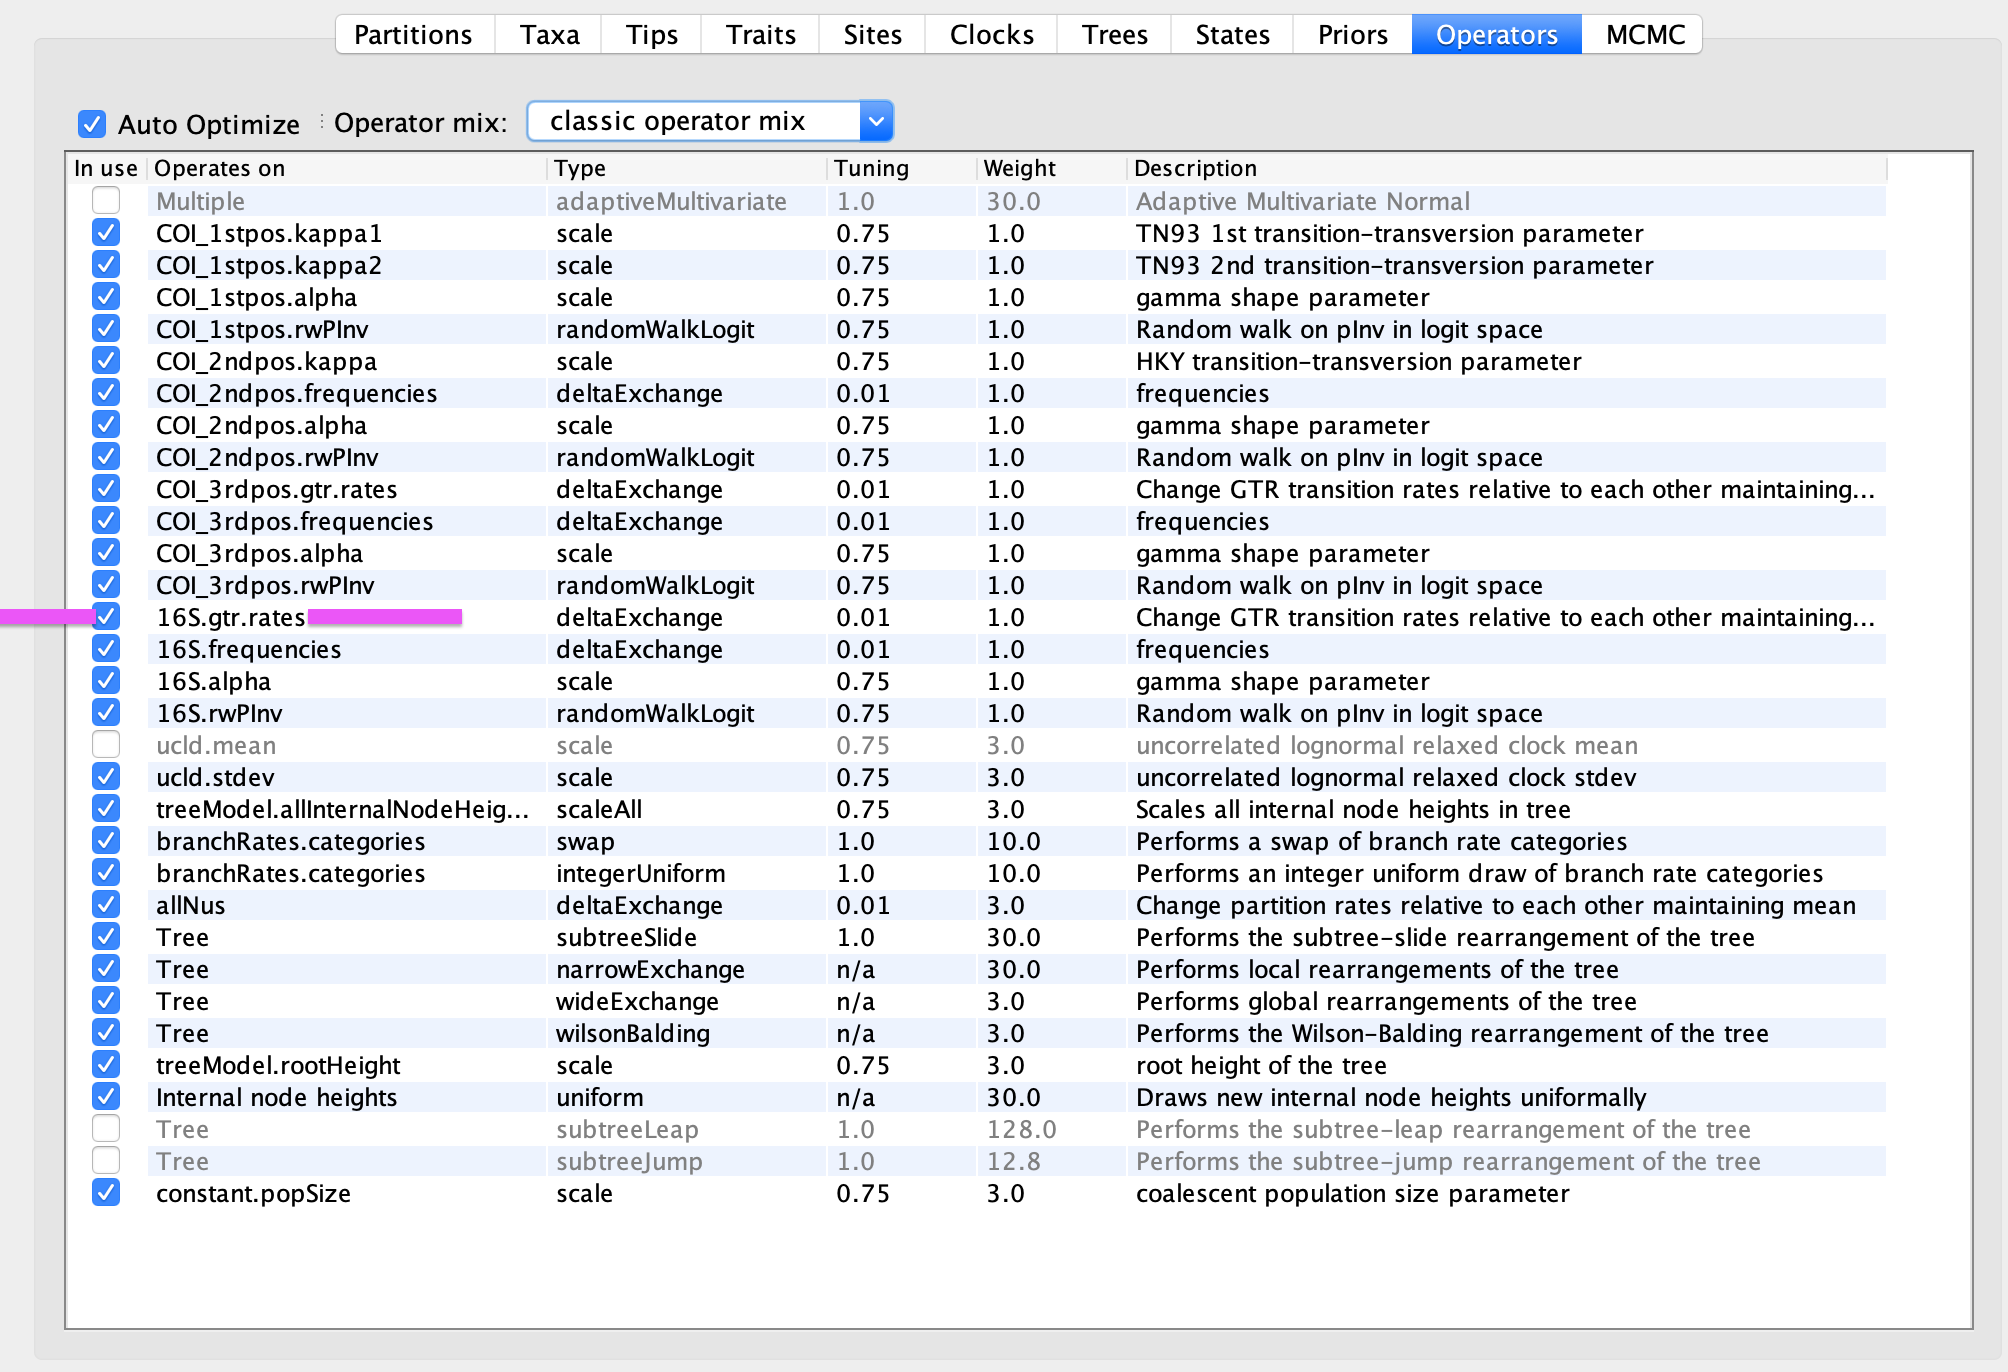 Partitions Taxa Tips Traits Sites Clocks Trees States Priors Operators MCMC
Auto Optimize Operator mix: classic operator mix
In use Operates on Type Tuning Weight Description
Multiple adaptiveMultivariate 1.0 30.0 Adaptive Multivariate Normal
COI_1stpos.kappa1 scale 0.75 1.0 TN93 1st transition-transversion parameter
COI_1stpos.kappa2 scale 0.75 1.0 TN93 2nd transition-transversion parameter
COI_1stpos.alpha scale 0.75 1.0 gamma shape parameter
COI_1stpos.rwPInv randomWalkLogit 0.75 1.0 Random walk on pInv in logit space
COI_2ndpos.kappa scale 0.75 1.0 HKY transition-transversion parameter
COI_2ndpos.frequencies deltaExchange 0.01 1.0 frequencies
COI_2ndpos.alpha scale 0.75 1.0 gamma shape parameter
COI_2ndpos.rwPInv randomWalkLogit 0.75 1.0 Random walk on pInv in logit space
COI_3rdpos.gtr.rates deltaExchange 0.01 1.0 Change GTR transition rates relative to each other maintaining...
COI_3rdpos.frequencies deltaExchange 0.01 1.0 frequencies
COI_3rdpos.alpha scale 0.75 1.0 gamma shape parameter
COI_3rdpos.rwPInv randomWalkLogit 0.75 1.0 Random walk on pInv in logit space
16S.gtr.rates deltaExchange 0.01 1.0 Change GTR transition rates relative to each other maintaining...
16S.frequencies deltaExchange 0.01 1.0 frequencies
16S.alpha scale 0.75 1.0 gamma shape parameter
16S.rwPInv randomWalkLogit 0.75 1.0 Random walk on pInv in logit space
ucld.mean scale 0.75 3.0 uncorrelated lognormal relaxed clock mean
ucld.stdev scale 0.75 3.0 uncorrelated lognormal relaxed clock stdev
treeModel.allInternalNodeHeig... scaleAll 0.75 3.0 Scales all internal node heights in tree
branchRates.categories swap 1.0 10.0 Performs a swap of branch rate categories
branchRates.categories integerUniform 1.0 10.0 Performs an integer uniform draw of branch rate categories
allNus deltaExchange 0.01 3.0 Change partition rates relative to each other maintaining mean
Tree subtreeSlide 1.0 30.0 Performs the subtree-slide rearrangement of the tree
Tree narrowExchange n/a 30.0 Performs local rearrangements of the tree
Tree wideExchange n/a 3.0 Performs global rearrangements of the tree
Tree wilsonBalding n/a 3.0 Performs the Wilson-Balding rearrangement of the tree
treeModel.rootHeight scale 0.75 3.0 root height of the tree
Internal node heights uniform n/a 30.0 Draws new internal node heights uniformally
Tree subtreeLeap 1.0 128.0 Performs the subtree-leap rearrangement of the tree
Tree subtreeJump 1.0 12.8 Performs the subtree-jump rearrangement of the tree
constant.popSize scale 0.75 3.0 coalescent population size parameter